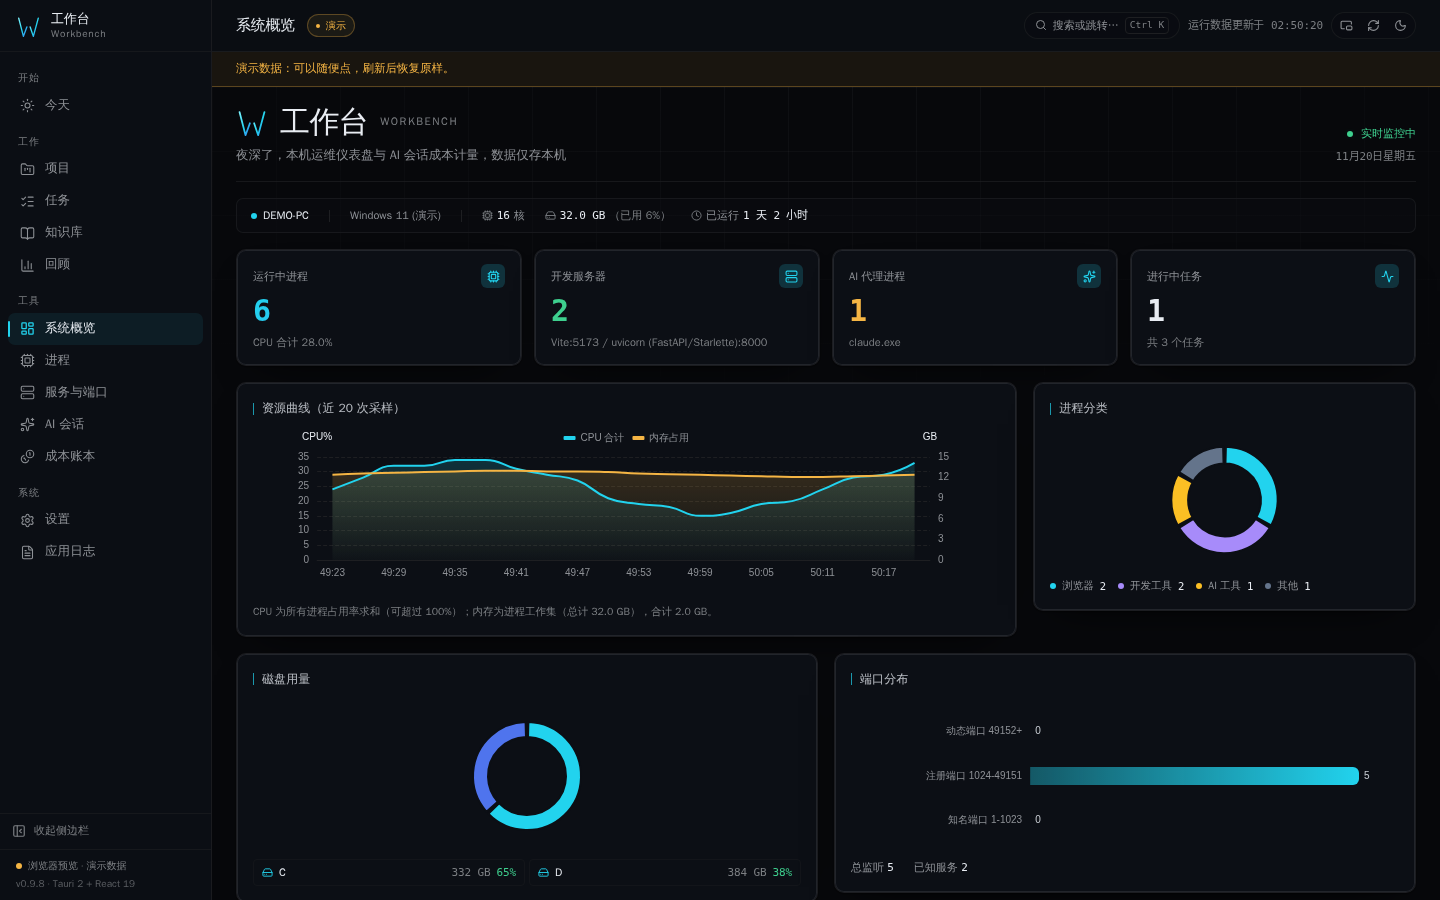 工作台
Workbench
开始
今天
工作
项目
任务
知识库
回顾
工具
系统概览
进程
服务与端口
AI 会话
成本账本
系统
设置
应用日志
收起侧边栏
浏览器预览 · 演示数据
v0.9.8 · Tauri 2 + React 19
系统概览 演示
搜索或跳转… Ctrl K 运行数据更新于 02:50:20
演示数据：可以随便点，刷新后恢复原样。
工作台 WORKBENCH
夜深了，本机运维仪表盘与 AI 会话成本计量，数据仅存本机
实时监控中
11月20日星期五
DEMO-PC Windows 11 (演示) 16 核 32.0 GB （已用 6%） 已运行 1 天 2 小时
运行中进程
6
CPU 合计 28.0%
开发服务器
2
Vite:5173 / uvicorn (FastAPI/Starlette):8000
AI 代理进程
1
claude.exe
进行中任务
1
共 3 个任务
资源曲线（近 20 次采样）
CPU% CPU 合计 内存占用 GB
35 30 25 20 15 10 5 0
15 12 9 6 3 0
49:23 49:29 49:35 49:41 49:47 49:53 49:59 50:05 50:11 50:17
CPU 为所有进程占用率求和（可超过 100%）；内存为进程工作集（总计 32.0 GB），合计 2.0 GB。
进程分类
浏览器 2 开发工具 2 AI 工具 1 其他 1
磁盘用量
C 332 GB 65% D 384 GB 38%
端口分布
动态端口 49152+ 0
注册端口 1024-49151 5
知名端口 1-1023 0
总监听 5 已知服务 2